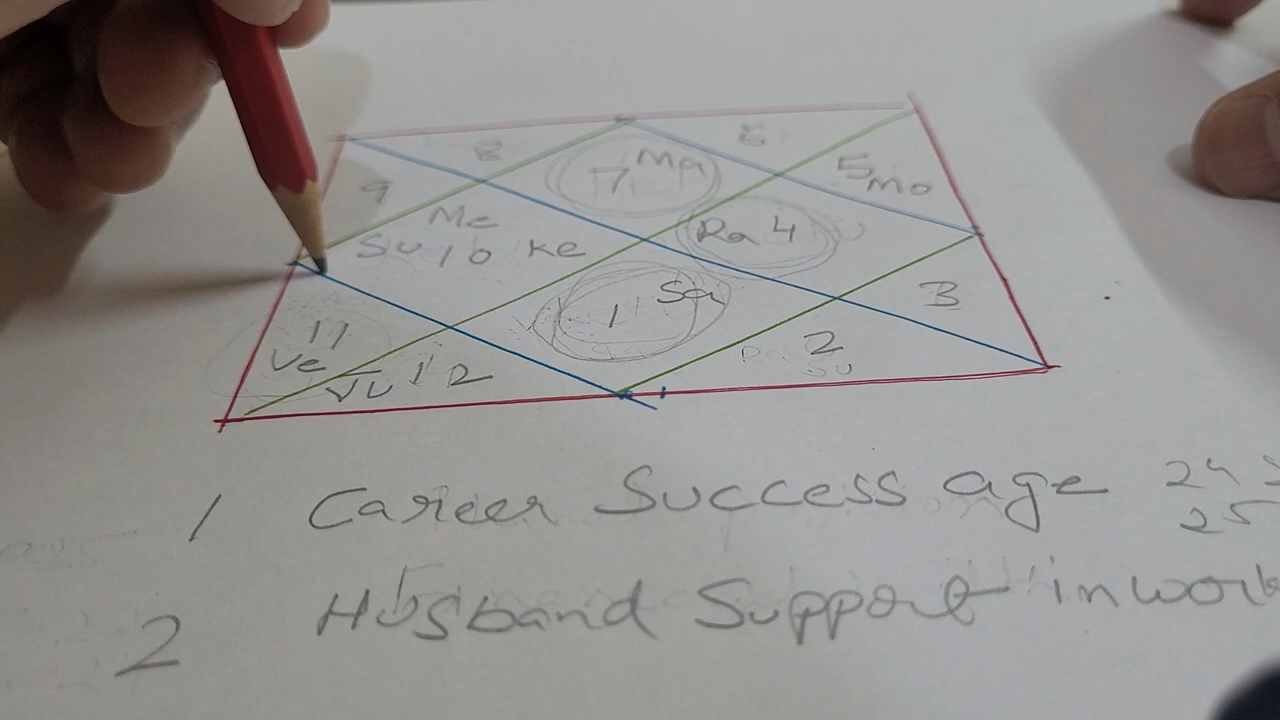 8 7 Ma 6 5 Mo
9 Me Ra 4
Su 10 Ke
1 Sa 3
11 2
Ve Ju 12
1 Career Success age 24
25
2 Husband Support in work